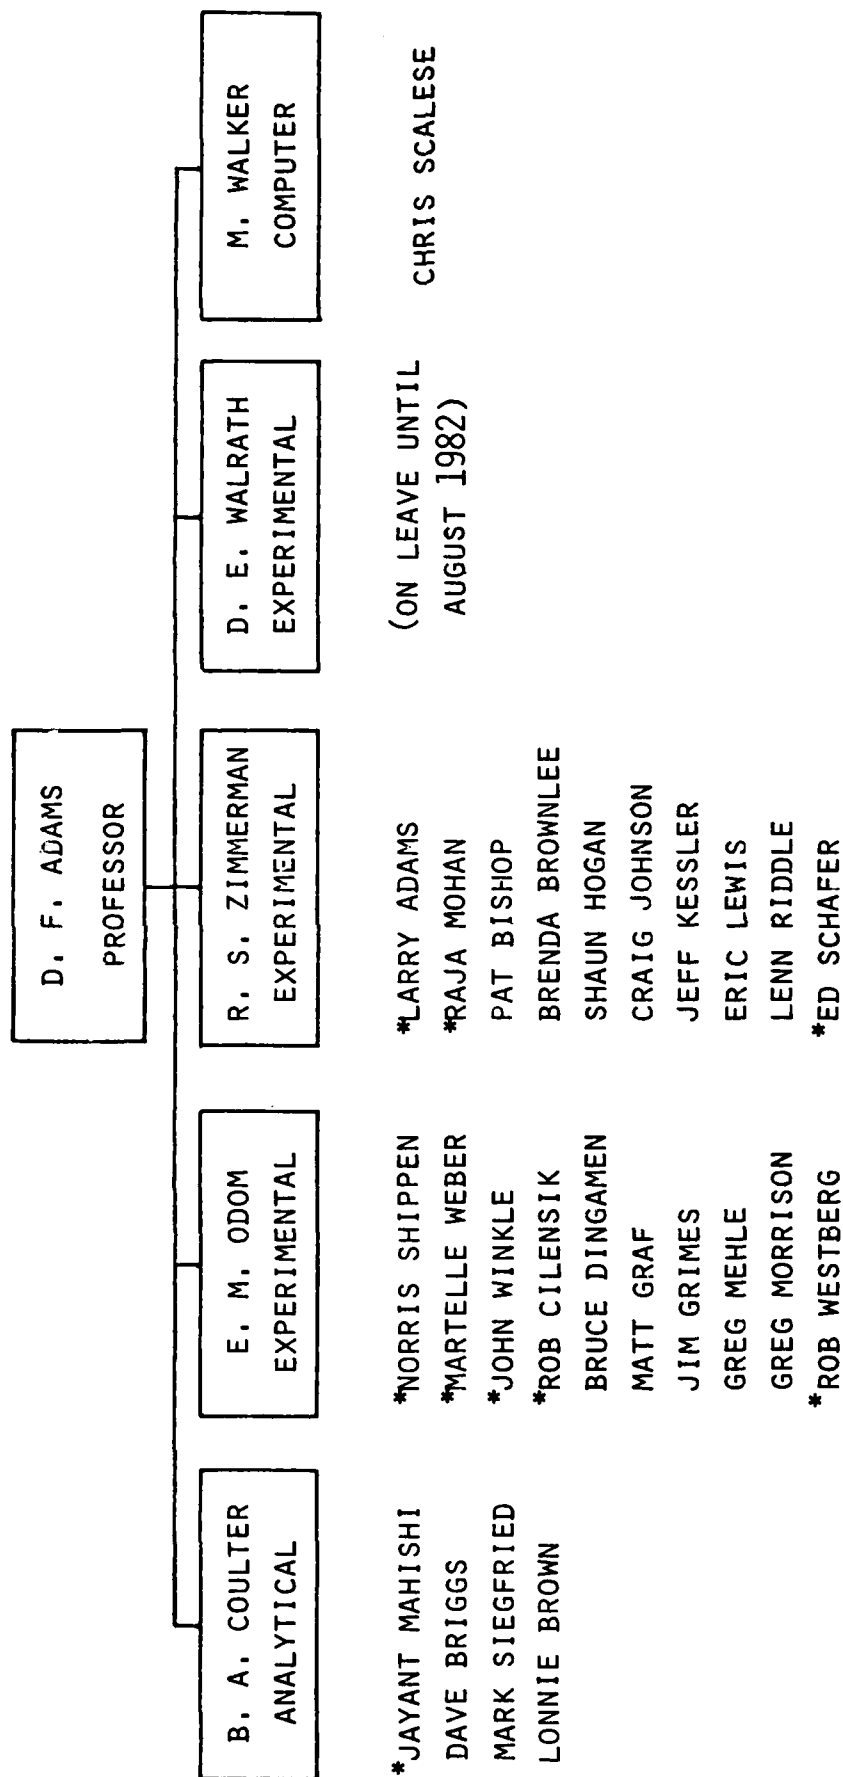 D. F. ADAMS
PROFESSOR
B. A. COULTER
ANALYTICAL
*JAYANT MAHISHI
DAVE BRIGGS
MARK SIEGFRIED
LONNIE BROWN
E. M. ODOM
EXPERIMENTAL
*NORRIS SHIPPEN
*MARTELLE WEBER
*JOHN WINKLE
*ROB CILENSIK
BRUCE DINGAMEN
MATT GRAF
JIM GRIMES
GREG MEHLE
GREG MORRISON
*ROB WESTBERG
R. S. ZIMMERMAN
EXPERIMENTAL
*LARRY ADAMS
*RAJA MOHAN
PAT BISHOP
BRENDA BROWNLEE
SHAUN HOGAN
CRAIG JOHNSON
JEFF KESSLER
ERIC LEWIS
LENN RIDDLE
*ED SCHAFER
D. E. WALRATH
EXPERIMENTAL
(ON LEAVE UNTIL
AUGUST 1982)
M. WALKER
COMPUTER
CHRIS SCALESE